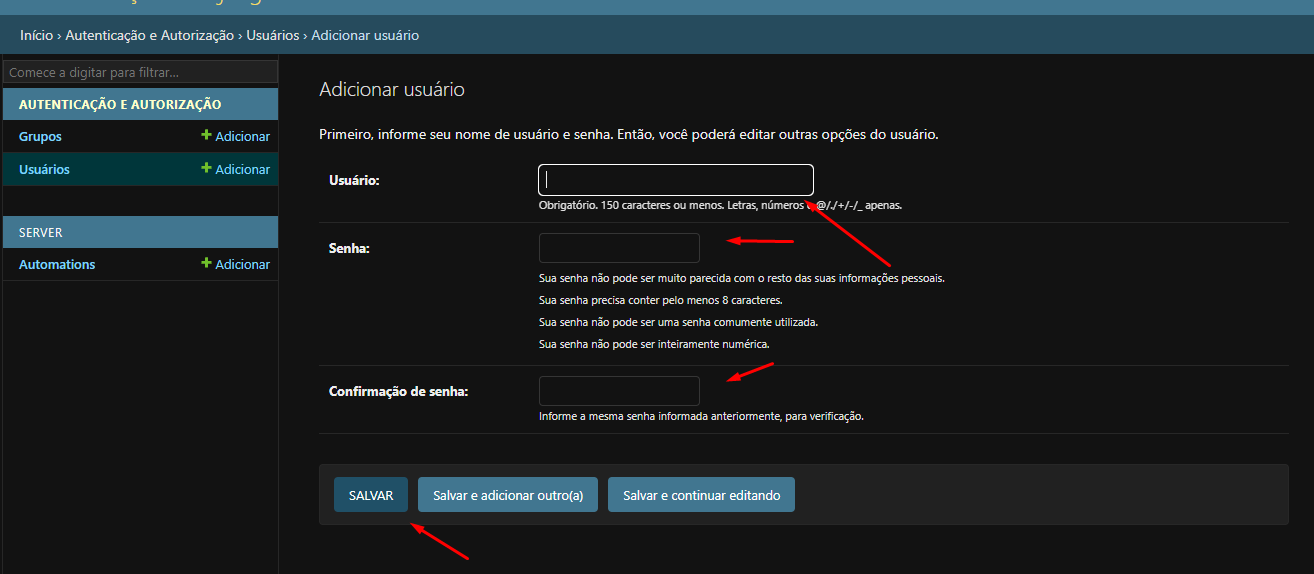 Início › Autenticação e Autorização › Usuários › Adicionar usuário
Comece a digitar para filtrar...
AUTENTICAÇÃO E AUTORIZAÇÃO
Grupos + Adicionar
Usuários + Adicionar
SERVER
Automations + Adicionar
Adicionar usuário
Primeiro, informe seu nome de usuário e senha. Então, você poderá editar outras opções do usuário.
Usuário:
Obrigatório. 150 caracteres ou menos. Letras, números @/./+/-/_ apenas.
Senha:
Sua senha não pode ser muito parecida com o resto das suas informações pessoais.
Sua senha precisa conter pelo menos 8 caracteres.
Sua senha não pode ser uma senha comumente utilizada.
Sua senha não pode ser inteiramente numérica.
Confirmação de senha:
Informe a mesma senha informada anteriormente, para verificação.
SALVAR
Salvar e adicionar outro(a)
Salvar e continuar editando